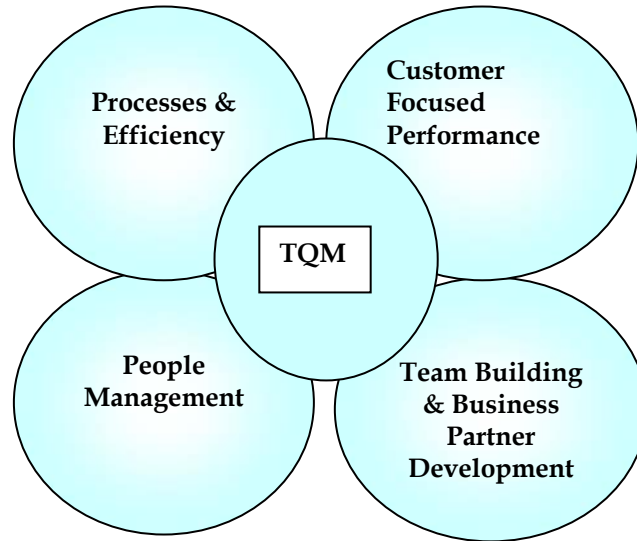 Processes &
Efficiency
Customer
Focused
Performance
TQM
People
Management
Team Building
& Business
Partner
Development